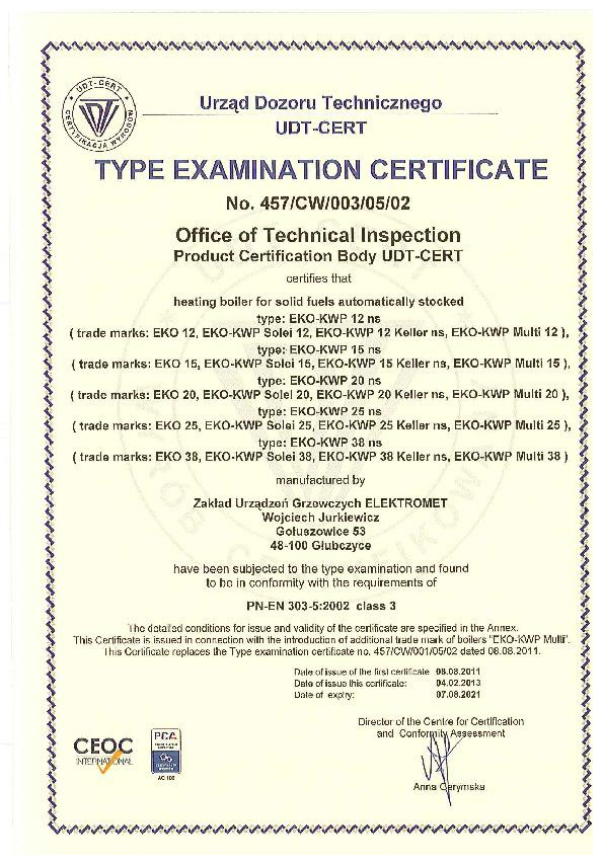 UDT-CERT
CERTYFIKACJA WYROBÓW
Urząd Dozoru Technicznego
UDT-CERT
TYPE EXAMINATION CERTIFICATE
No. 457/CW/003/05/02
Office of Technical Inspection
Product Certification Body UDT-CERT
certifies that
heating boiler for solid fuels automatically stocked
type: EKO-KWP 12 ns
( trade marks: EKO 12, EKO-KWP Solei 12, EKO-KWP 12 Keller ns, EKO-KWP Multi 12 ),
type: EKO-KWP 15 ns
( trade marks: EKO 15, EKO-KWP Solei 15, EKO-KWP 15 Keller ns, EKO-KWP Multi 15 ),
type: EKO-KWP 20 ns
( trade marks: EKO 20, EKO-KWP Solei 20, EKO-KWP 20 Keller ns, EKO-KWP Multi 20 ),
type: EKO-KWP 25 ns
( trade marks: EKO 25, EKO-KWP Solei 25, EKO-KWP 25 Keller ns, EKO-KWP Multi 25 ),
type: EKO-KWP 38 ns
( trade marks: EKO 38, EKO-KWP Solei 38, EKO-KWP 38 Keller ns, EKO-KWP Multi 38 )
manufactured by
Zakład Urządzeń Grzewczych ELEKTROMET
Wojciech Jurkiewicz
Gołuszowice 53
48-100 Głubczyce
have been subjected to the type examination and found
to be in conformity with the requirements of
PN-EN 303-5:2002 class 3
The detailed conditions for issue and validity of the certificate are specified in the Annex.
This Certificate is issued in connection with the introduction of additional trade mark of boilers "EKO-KWP Multi".
This Certificate replaces the Type examination certificate no. 457/CW/001/05/02 dated 08.08.2011.
Date of issue of the first certificate 08.08.2011
Date of issue this certificate: 04.02.2013
Date of expiry: 07.08.2021
Director of the Centre for Certification
and Conformity Assessment
Anna Gerymska
CEOC
INTERNATIONAL
PCA
AC 108